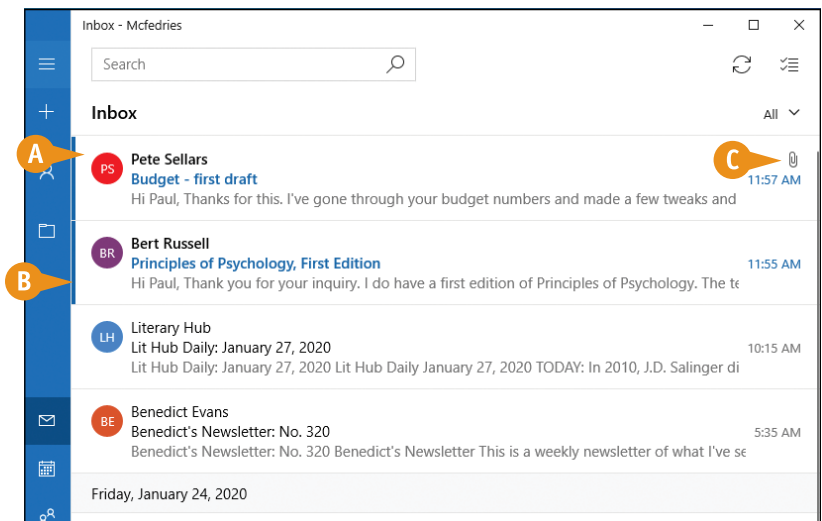 Inbox - Mcfedries
Search
Inbox
All
A
PS
Pete Sellars
C
Budget - first draft
11:57 AM
Hi Paul, Thanks for this. I've gone through your budget numbers and made a few tweaks and
BR
Bert Russell
Principles of Psychology, First Edition
11:55 AM
B
Hi Paul, Thank you for your inquiry. I do have a first edition of Principles of Psychology. The te
LH
Literary Hub
Lit Hub Daily: January 27, 2020
10:15 AM
Lit Hub Daily: January 27, 2020 Lit Hub Daily January 27, 2020 TODAY: In 2010, J.D. Salinger di
BE
Benedict Evans
Benedict's Newsletter: No. 320
5:35 AM
Benedict's Newsletter: No. 320 Benedict's Newsletter This is a weekly newsletter of what I've se
Friday, January 24, 2020